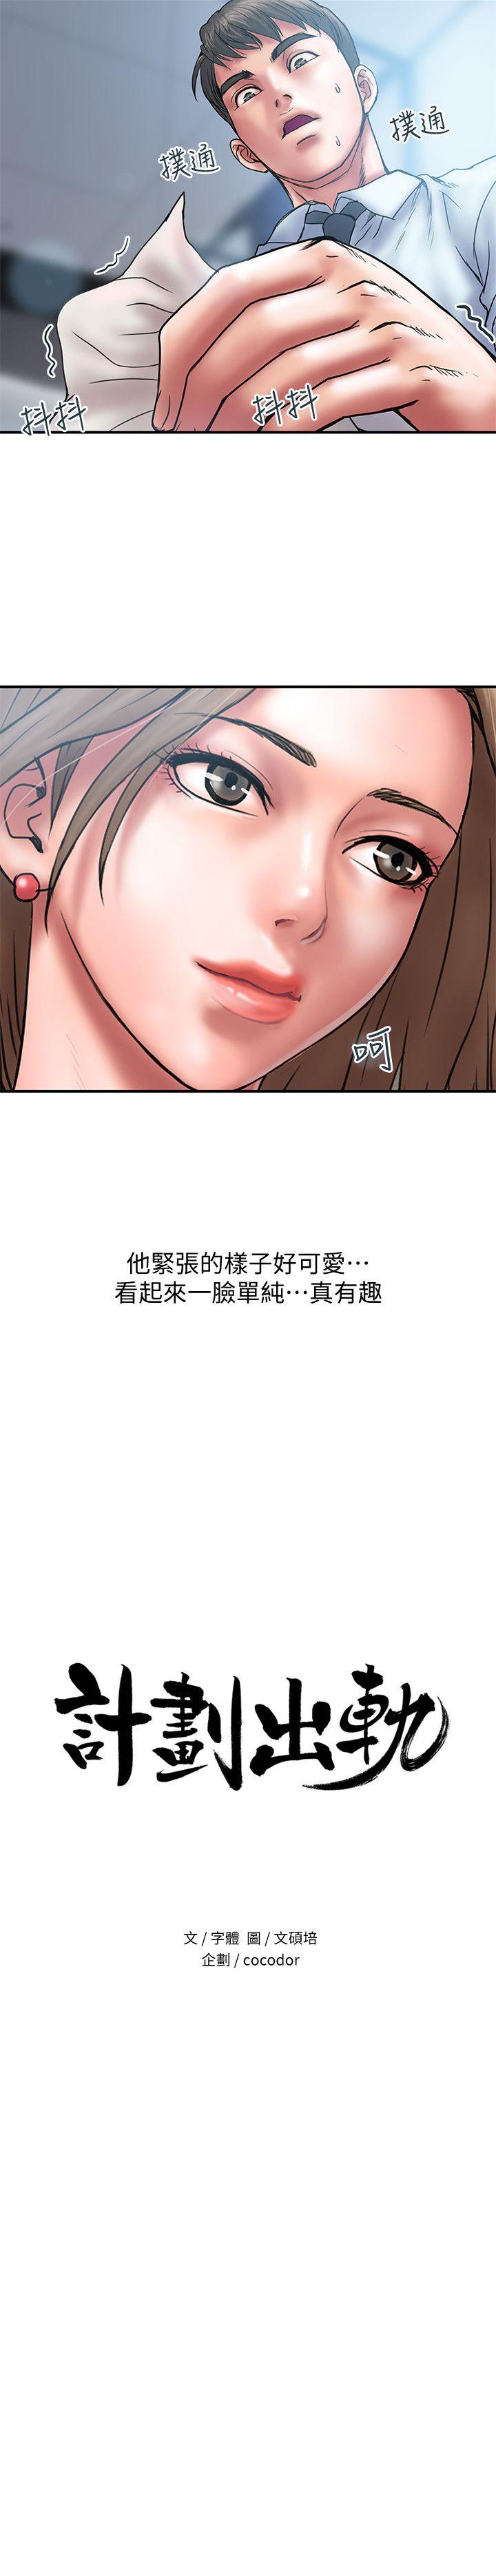 撲通
撲通
抖抖
抖抖
呵
他緊張的樣子好可愛⋯
看起來一臉單純⋯真有趣
計劃出軌
文 / 字體 圖 / 文碩培
企劃 / cocodor